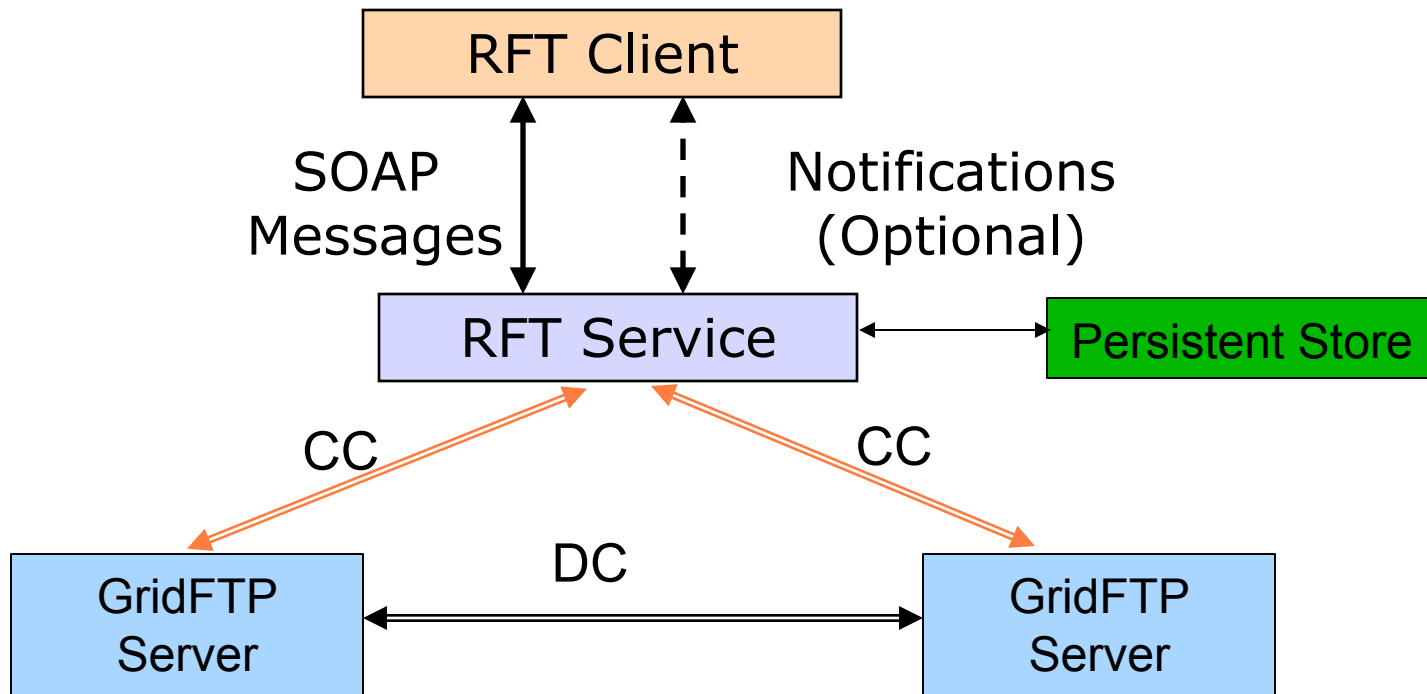 RFT Client
SOAP
Messages
Notifications
(Optional)
RFT Service
Persistent Store
CC
CC
DC
GridFTP
Server
GridFTP
Server